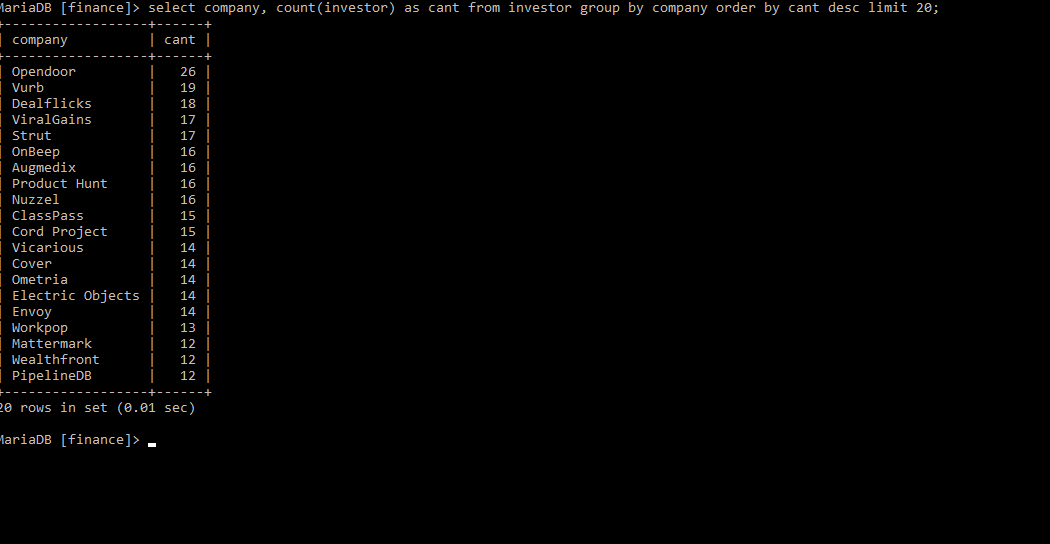 MariaDB [finance]> select company, count(investor) as cant from investor group by company order by cant desc limit 20;
+------------------+------+
| company          | cant |
+------------------+------+
| Opendoor         |   26 |
| Vurb             |   19 |
| Dealflicks       |   18 |
| ViralGains       |   17 |
| Strut            |   17 |
| OnBeep           |   16 |
| Augmedix         |   16 |
| Product Hunt     |   16 |
| Nuzzel           |   16 |
| ClassPass        |   15 |
| Cord Project     |   15 |
| Vicarious        |   14 |
| Cover            |   14 |
| Ometria          |   14 |
| Electric Objects |   14 |
| Envoy            |   14 |
| Workpop          |   13 |
| Mattermark       |   12 |
| Wealthfront      |   12 |
| PipelineDB       |   12 |
+------------------+------+
20 rows in set (0.01 sec)
MariaDB [finance]>